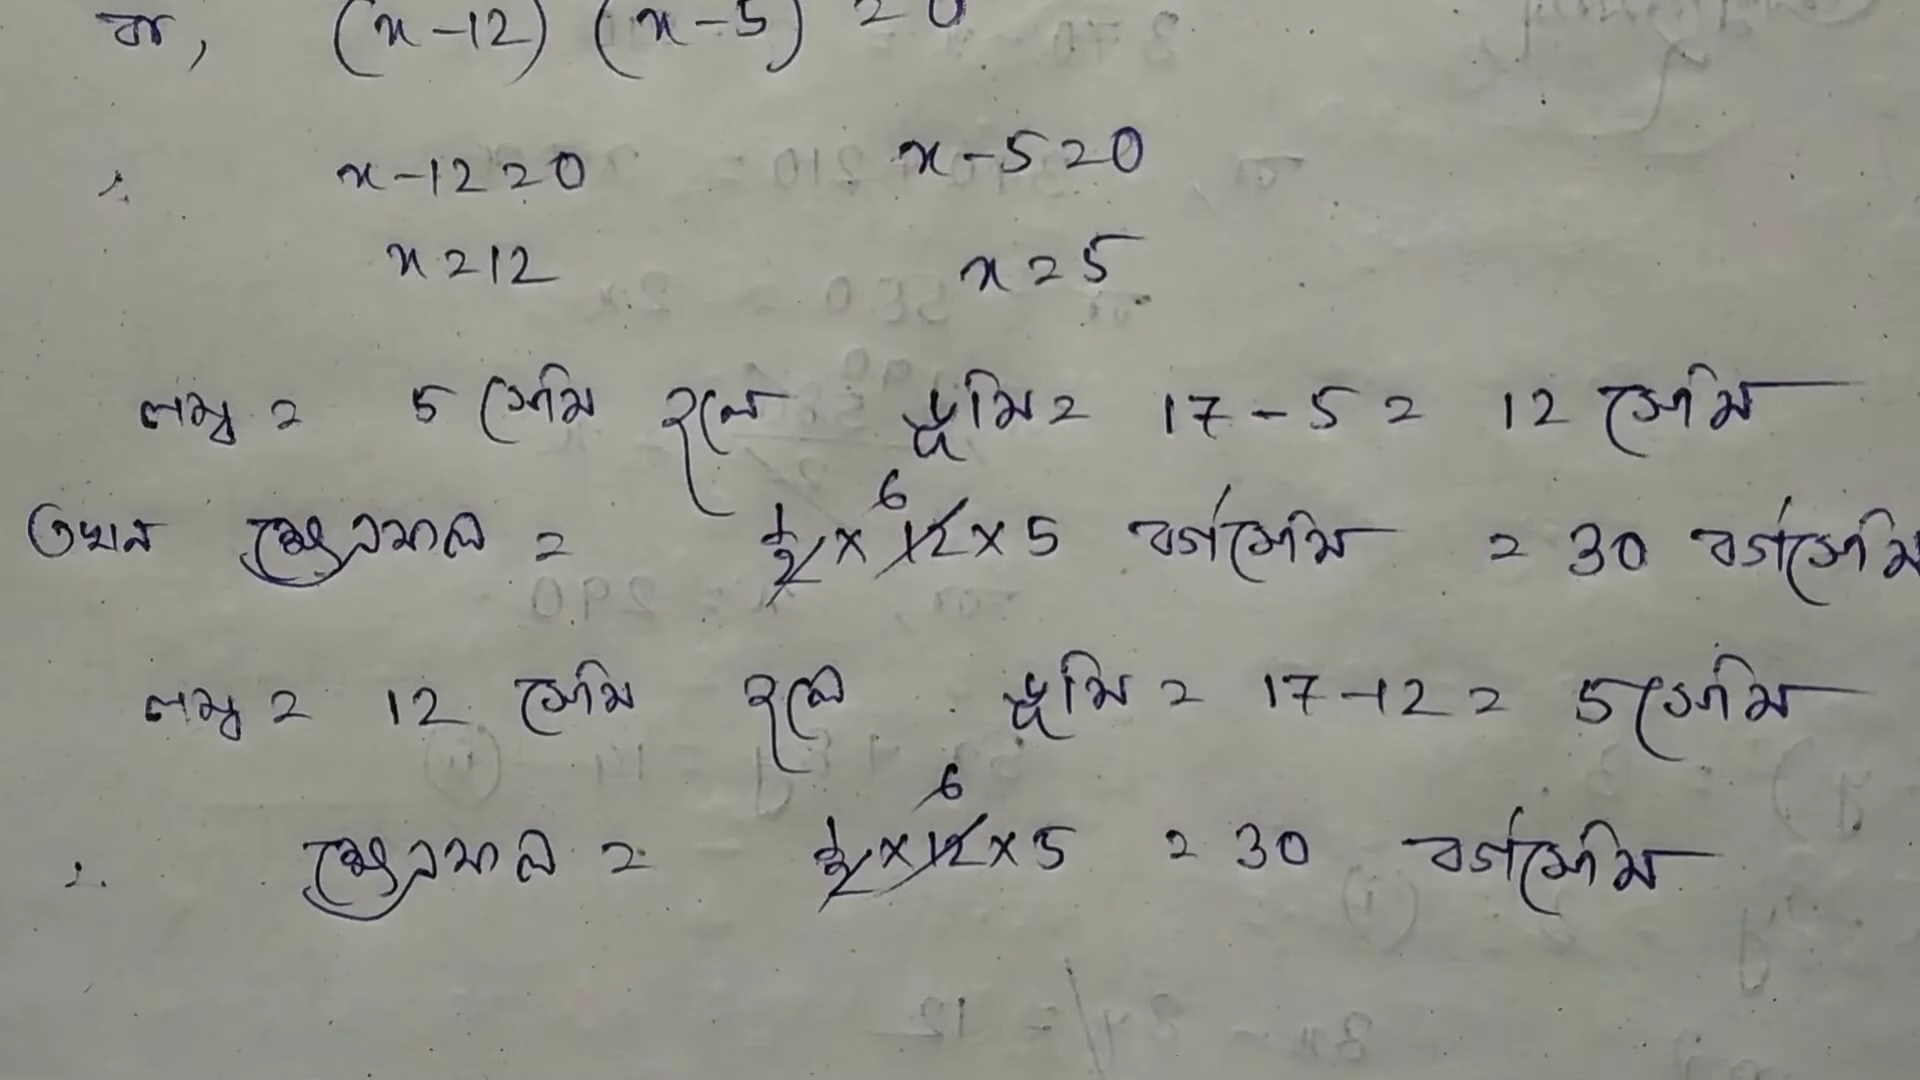 বা, (x-12) (x-5) = 0
∴ x-12=0 x-5=0
x=12 x=5
লম্ব = 5 সেমি হলে ভূমি = 17-5 = 12 সেমি
তখন ক্ষেত্রফল = 1/2 × 12 × 5 বর্গসেমি = 30 বর্গসেমি
6
লম্ব = 12 সেমি হলে ভূমি = 17-12 = 5 সেমি
6
∴ ক্ষেত্রফল = 1/2 × 12 × 5 = 30 বর্গসেমি